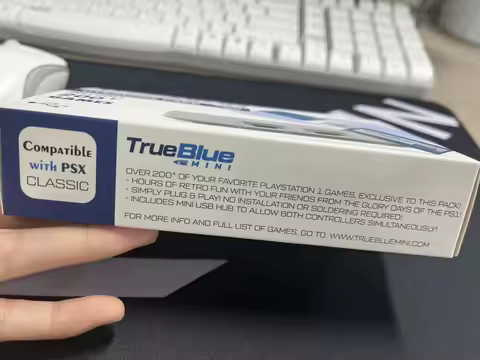 Compatible
with PSX
CLASSIC
TrueBlue
MINI
OVER 200+ OF YOUR FAVORITE PLAYSTATION 1 GAMES, EXCLUSIVE TO THIS PACK!
- HOURS OF RETRO FUN WITH YOUR FRIENDS FROM THE GLORY DAYS OF THE PS1!
- SIMPLY PLUG & PLAY! NO INSTALLATION OR SOLDERING REQUIRED!
- INCLUDES MINI USB HUB TO ALLOW BOTH CONTROLLERS SIMULTANEOUSLY!
FOR MORE INFO AND FULL LIST OF GAMES, GO TO: WWW.TRUEBLUEMINI.COM